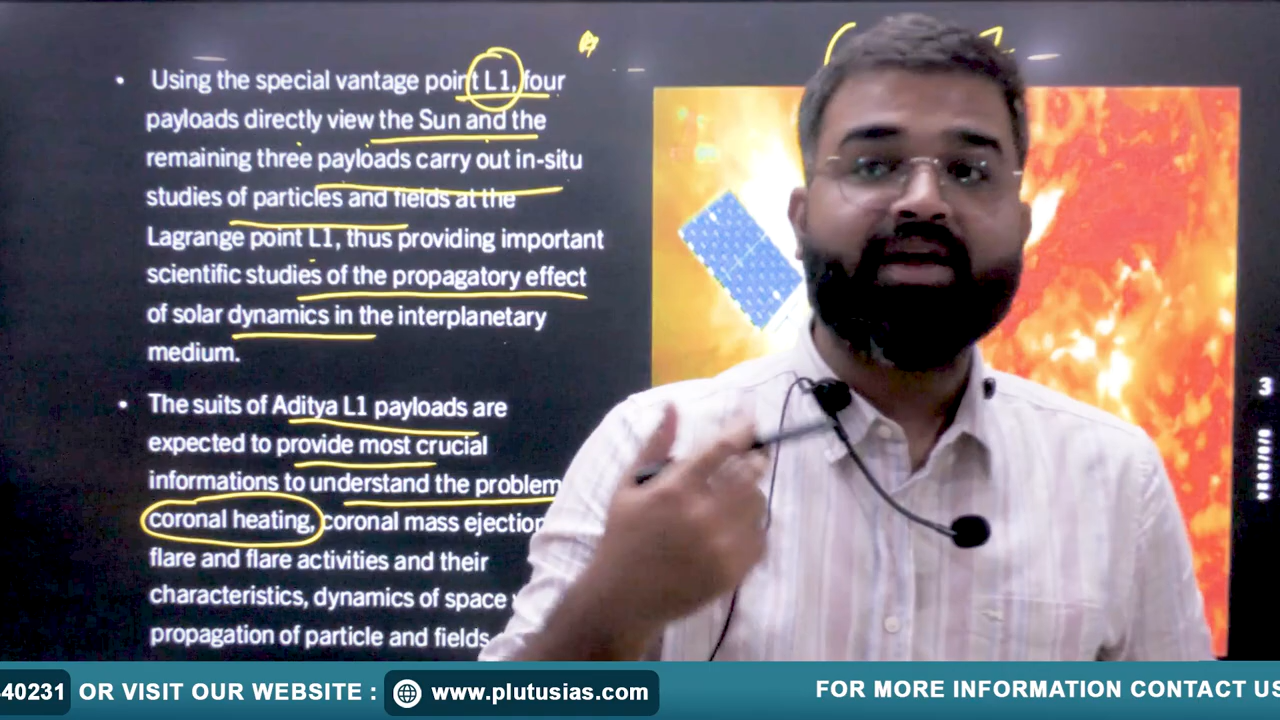 • Using the special vantage point L1, four
payloads directly view the Sun and the
remaining three payloads carry out in-situ
studies of particles and fields at the
Lagrange point L1, thus providing important
scientific studies of the propagatory effect
of solar dynamics in the interplanetary
medium.
• The suits of Aditya L1 payloads are
expected to provide most crucial
informations to understand the problem
coronal heating, coronal mass ejection
flare and flare activities and their
characteristics, dynamics of space
propagation of particle and fields
3
40231 OR VISIT OUR WEBSITE : www.plutusias.com FOR MORE INFORMATION CONTACT US